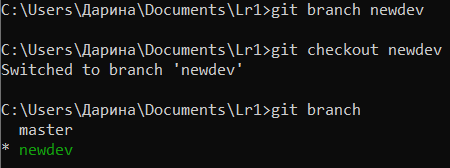 C:\Users\Дарина\Documents\Lr1>git branch newdev
C:\Users\Дарина\Documents\Lr1>git checkout newdev
Switched to branch 'newdev'
C:\Users\Дарина\Documents\Lr1>git branch
  master
* newdev